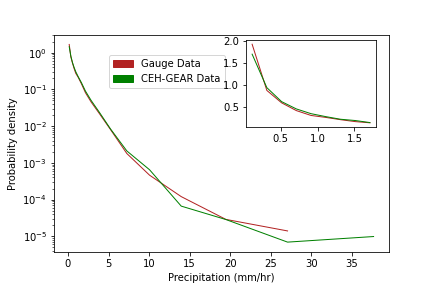 Gauge Data
CEH-GEAR Data
2.0
1.5
1.0
0.5
0.5 1.0 1.5
Probability density
10⁰
10⁻¹
10⁻²
10⁻³
10⁻⁴
10⁻⁵
0 5 10 15 20 25 30 35
Precipitation (mm/hr)